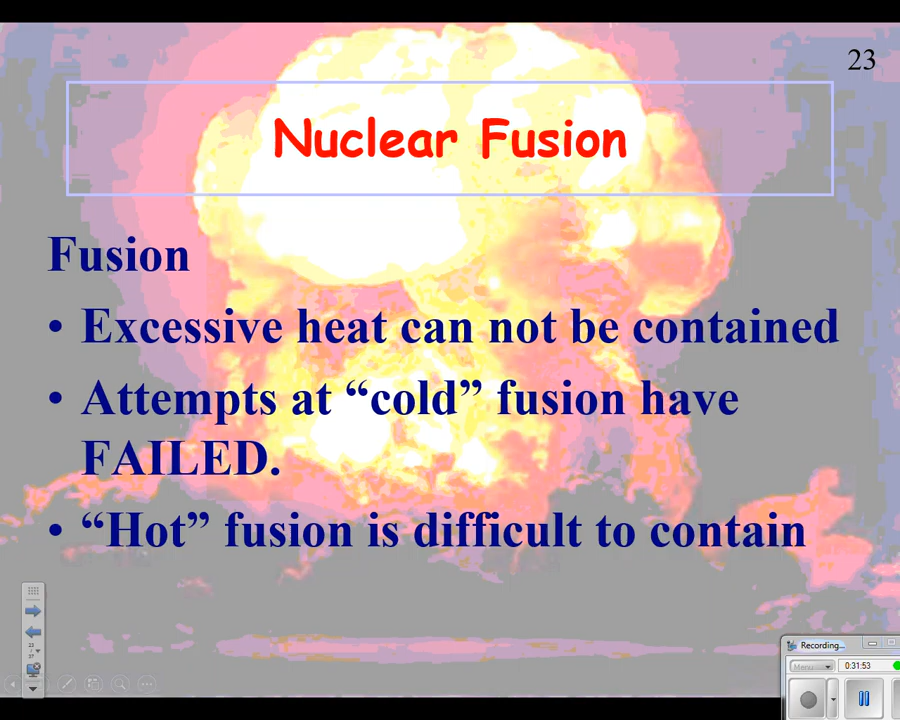 23
Nuclear Fusion
Fusion
• Excessive heat can not be contained
• Attempts at “cold” fusion have
FAILED.
• “Hot” fusion is difficult to contain
Recording...
Menu
0:31:53